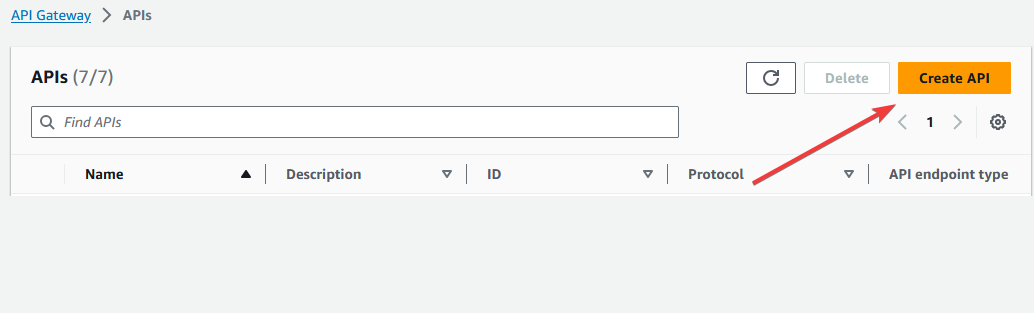 API Gateway > APIs
APIs (7/7)
Delete
Create API
Find APIs
1
Name
Description
ID
Protocol
API endpoint type